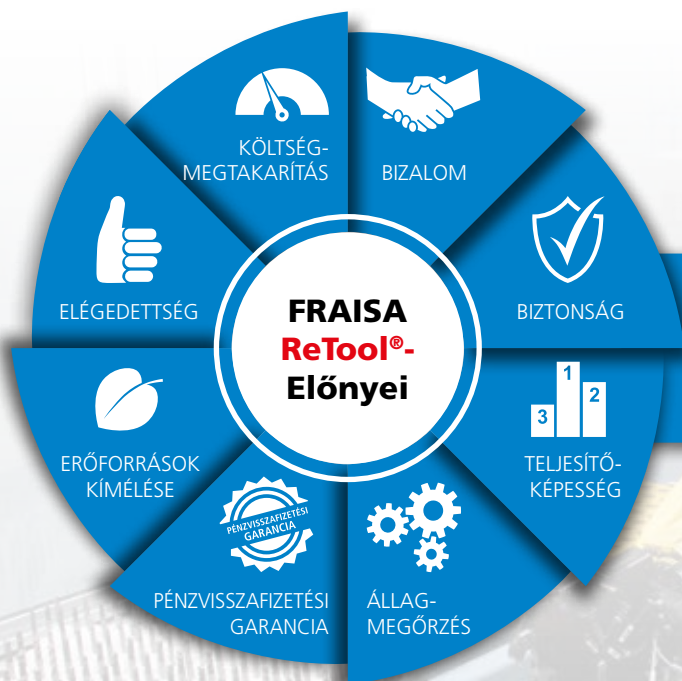 KÖLTSÉG-
MEGTAKARÍTÁS
BIZALOM
BIZTONSÁG
1
2
3
TELJESÍTŐ-
KÉPESSÉG
ÁLLAG-
MEGŐRZÉS
PÉNZVISSZAFIZETÉSI
GARANCIA
PÉNZVISSZAFIZETÉSI
GARANCIA
ERŐFORRÁSOK
KÍMÉLÉSE
ELÉGEDETTSÉG
FRAISA
ReTool®-
Előnyei